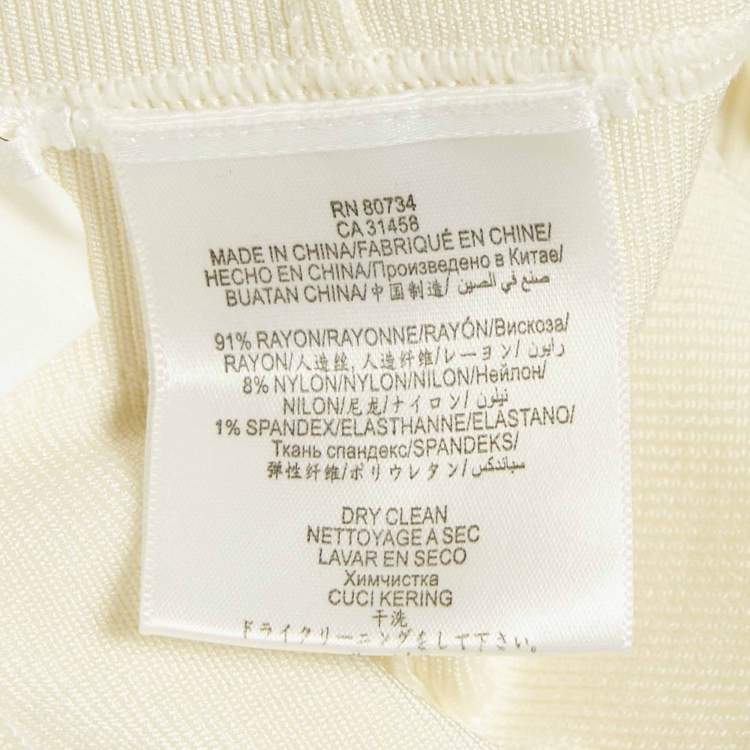 RN 80734
CA 31458
MADE IN CHINA/FABRIQUÉ EN CHINE/
HECHO EN CHINA/Произведено в Китае/
BUATAN CHINA/中国制造/ صنع في الصين
91% RAYON/RAYONNE/RAYÓN/Вискоза/
RAYON/人造丝, 人造纤维/レーヨン/ رايون
8% NYLON/NYLON/NILON/Нейлон/
NILON/尼龙/ナイロン/ نيلون
1% SPANDEX/ELASTHANNE/ELASTANO/
Ткань спандекс/SPANDEKS/
弹性纤维/ポリウレタン/ سباندكس
DRY CLEAN
NETTOYAGE A SEC
LAVAR EN SECO
Химчистка
CUCI KERING
干洗
ドライクリーニングをして下さい。